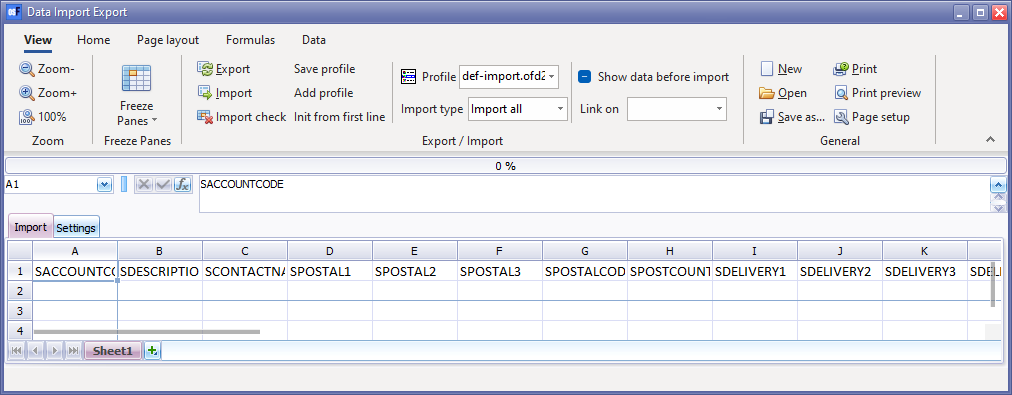 Data Import Export
View Home Page layout Formulas Data
Zoom- Export Save profile Profile def-import.ofd2 Show data before import New Print
Zoom+ Freeze Panes Import Add profile Open Print preview
100% Import check Init from first line Import type Import all Link on Save as... Page setup
Zoom Freeze Panes Export / Import General
0 %
A1 fx SACCOUNTCODE
Import Settings
A B C D E F G H I J K
1 SACCOUNTCO SDESCRIPTIO SCONTACTNA SPOSTAL1 SPOSTAL2 SPOSTAL3 SPOSTALCOD SPOSTCOUNT SDELIVERY1 SDELIVERY2 SDELIVERY3 SDELI
2
3
4
Sheet1